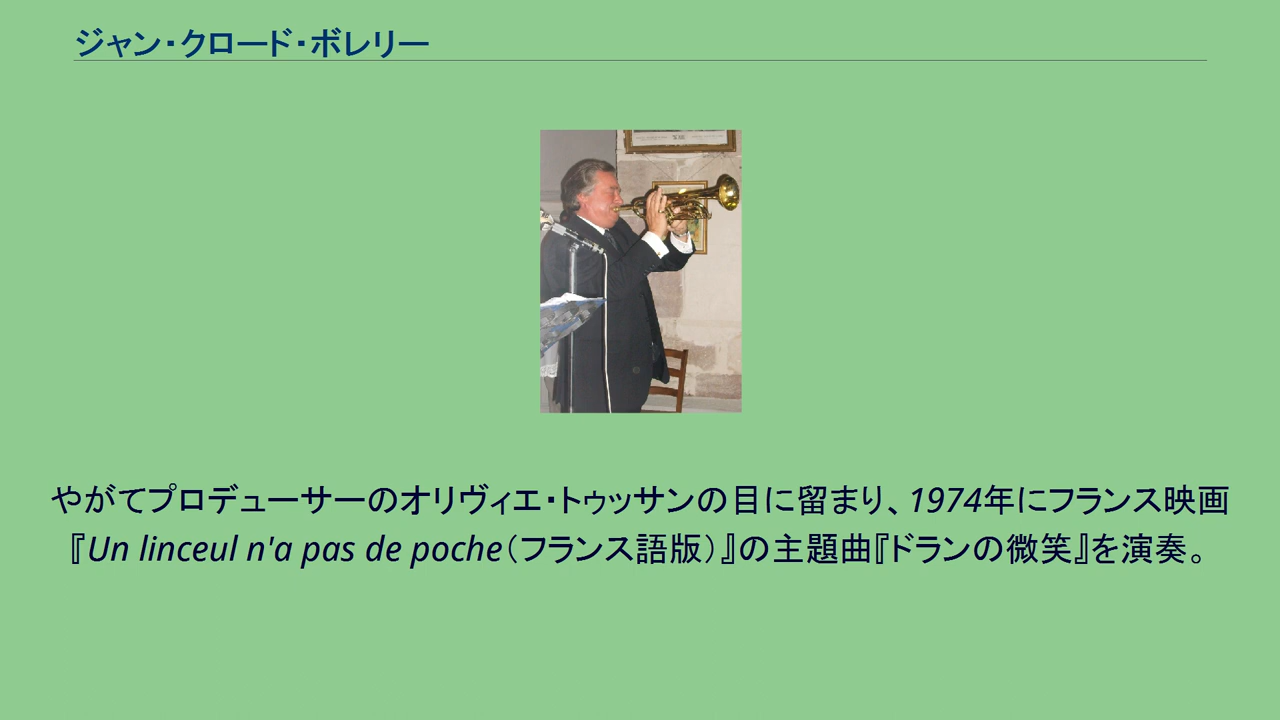 ジャン・クロード・ボレリー
やがてプロデューサーのオリヴィエ・トゥッサンの目に留まり、1974年にフランス映画
『Un linceul n'a pas de poche（フランス語版）』の主題曲『ドランの微笑』を演奏。